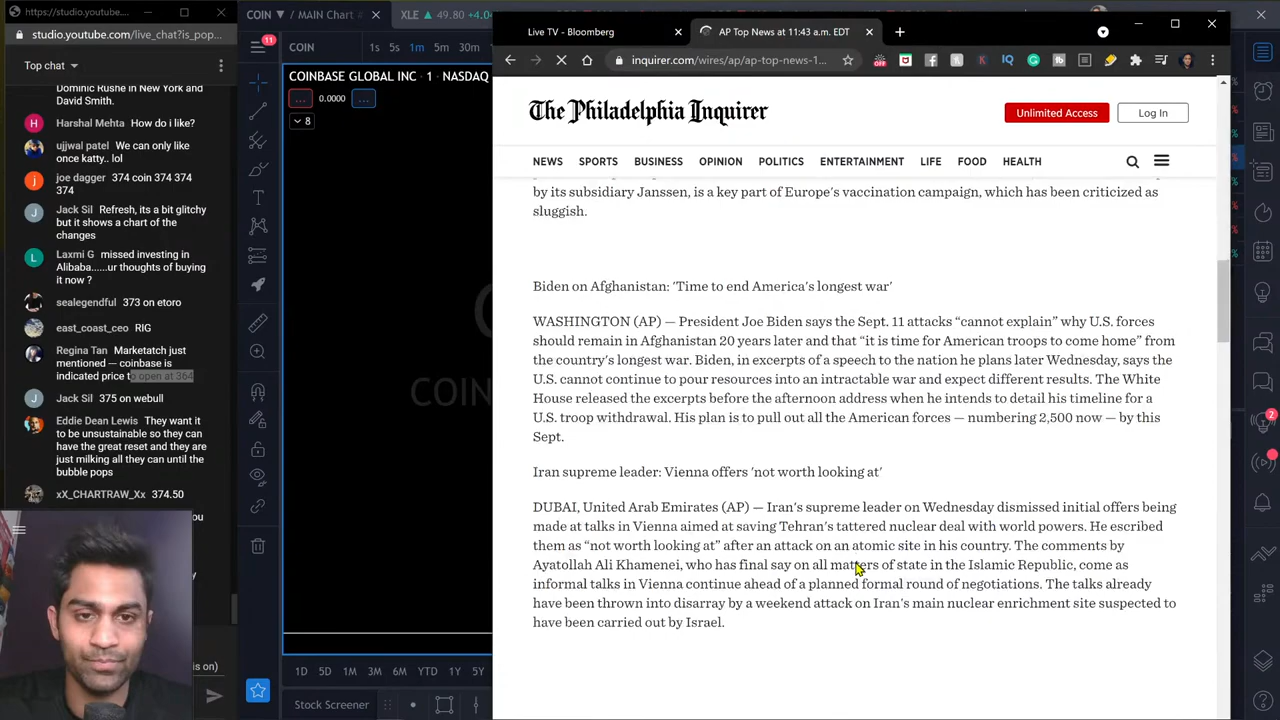 https://studio.youtube.com/live_...
https://studio.youtube.com/live_chat?is_pop...
Top chat
Dominic Rushe in New York and
David Smith.
Harshal Mehta How do i like?
ujjwal patel We can only like
once katty.. lol
joe dagger 374 coin 374 374
374
Jack Sil Refresh, its a bit glitchy
but it shows a chart of the
changes
Laxmi G missed investing in
Alibaba......ur thoughts of buying
it now ?
sealegendful 373 on etoro
east_coast_ceo RIG
Regina Tan Marketatch just
mentioned — coinbase is
indicated price to open at 364
Jack Sil 375 on webull
Eddie Dean Lewis They want it
to be unsustainable so they can
have the great reset and they are
just milking all they can until the
bubble pops
xX_CHARTRAW_Xx 374.50
you
is on)
COIN / MAIN Chart
XLE 49.80 +4.0
11
COIN
1s 5s 1m 5m 30m
COINBASE GLOBAL INC · 1 · NASDAQ
... 0.0000 ...
8
COIN
1D 5D 1M 3M 6M YTD 1Y 5Y
Stock Screener
Live TV - Bloomberg
AP Top News at 11:43 a.m. EDT
inquirer.com/wires/ap/ap-top-news-1...
The Philadelphia Inquirer
Unlimited Access
Log In
NEWS SPORTS BUSINESS OPINION POLITICS ENTERTAINMENT LIFE FOOD HEALTH
by its subsidiary Janssen, is a key part of Europe's vaccination campaign, which has been criticized as
sluggish.
Biden on Afghanistan: 'Time to end America's longest war'
WASHINGTON (AP) — President Joe Biden says the Sept. 11 attacks “cannot explain” why U.S. forces
should remain in Afghanistan 20 years later and that “it is time for American troops to come home” from
the country's longest war. Biden, in excerpts of a speech to the nation he plans later Wednesday, says the
U.S. cannot continue to pour resources into an intractable war and expect different results. The White
House released the excerpts before the afternoon address when he intends to detail his timeline for a
U.S. troop withdrawal. His plan is to pull out all the American forces — numbering 2,500 now — by this
Sept.
Iran supreme leader: Vienna offers 'not worth looking at'
DUBAI, United Arab Emirates (AP) — Iran's supreme leader on Wednesday dismissed initial offers being
made at talks in Vienna aimed at saving Tehran's tattered nuclear deal with world powers. He escribed
them as “not worth looking at” after an attack on an atomic site in his country. The comments by
Ayatollah Ali Khamenei, who has final say on all matters of state in the Islamic Republic, come as
informal talks in Vienna continue ahead of a planned formal round of negotiations. The talks already
have been thrown into disarray by a weekend attack on Iran's main nuclear enrichment site suspected to
have been carried out by Israel.
2